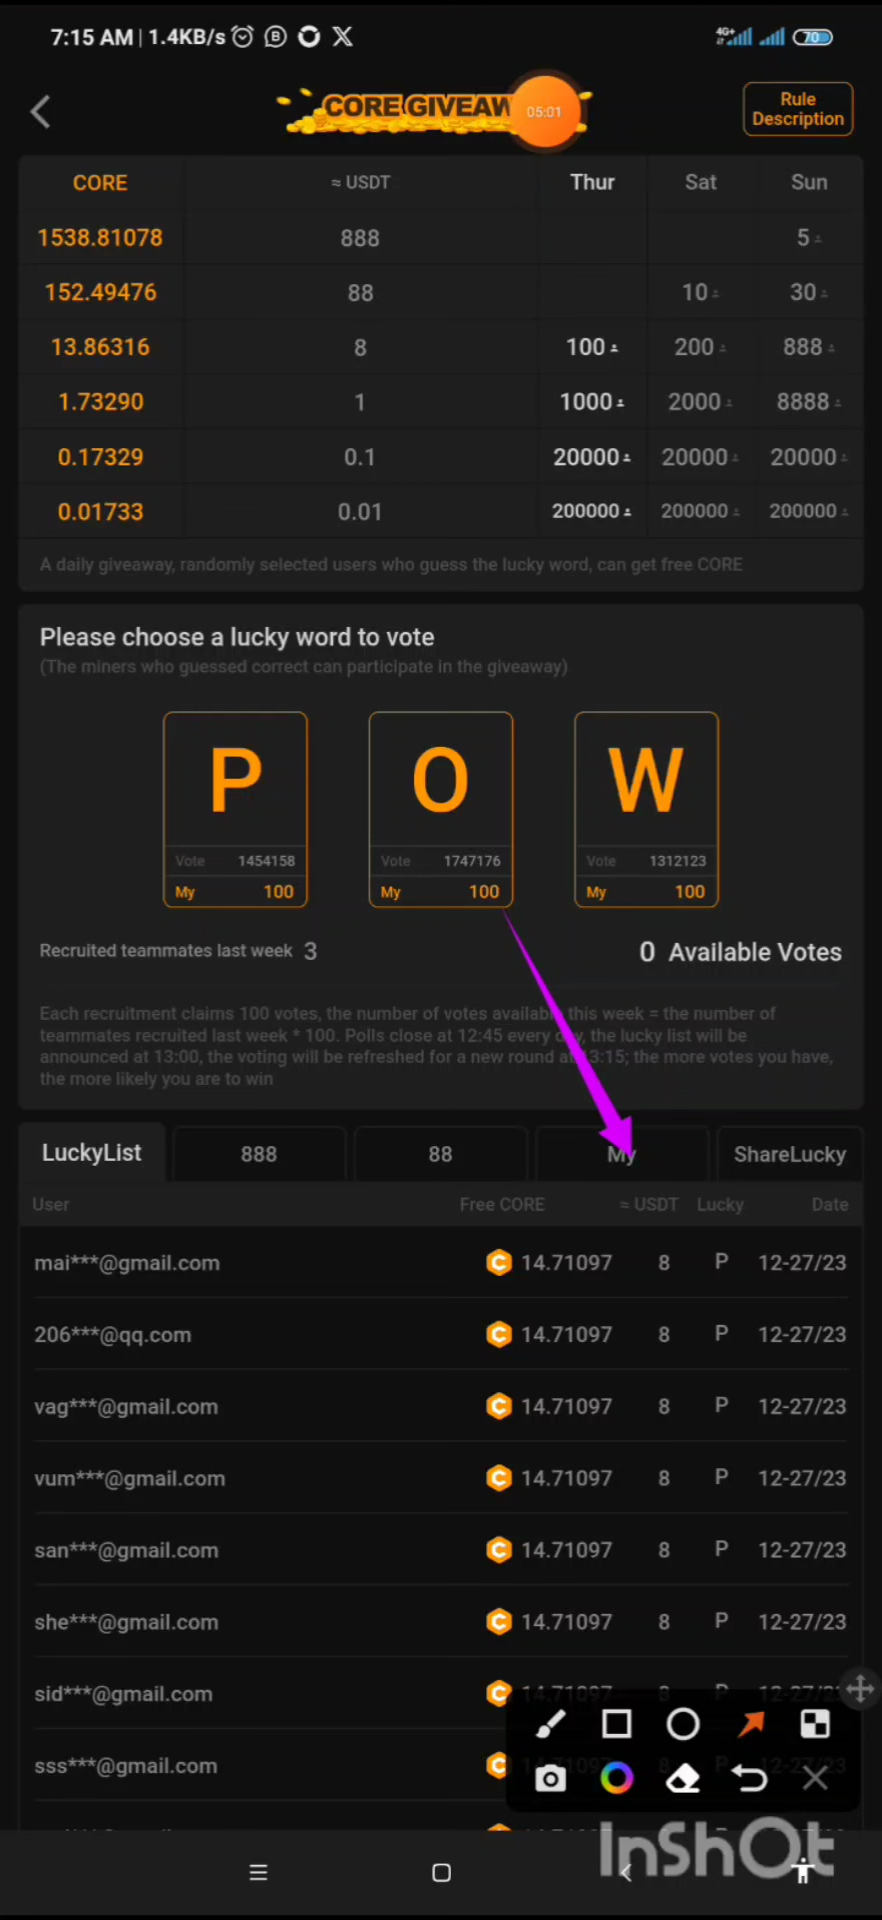 7:15 AM | 1.4KB/s
4G+
70
CORE GIVEAW
05:01
Rule
Description
CORE ≈ USDT Thur Sat Sun
1538.81078 888 5
152.49476 88 10 30
13.86316 8 100 200 888
1.73290 1 1000 2000 8888
0.17329 0.1 20000 20000 20000
0.01733 0.01 200000 200000 200000
A daily giveaway, randomly selected users who guess the lucky word, can get free CORE
Please choose a lucky word to vote
(The miners who guessed correct can participate in the giveaway)
P O W
Vote 1454158 Vote 1747176 Vote 1312123
My 100 My 100 My 100
Recruited teammates last week 3 0 Available Votes
Each recruitment claims 100 votes, the number of votes available this week = the number of
teammates recruited last week * 100. Polls close at 12:45 every day, the lucky list will be
announced at 13:00, the voting will be refreshed for a new round at 13:15; the more votes you have,
the more likely you are to win
LuckyList 888 88 My ShareLucky
User Free CORE ≈ USDT Lucky Date
mai***@gmail.com 14.71097 8 P 12-27/23
206***@qq.com 14.71097 8 P 12-27/23
vag***@gmail.com 14.71097 8 P 12-27/23
vum***@gmail.com 14.71097 8 P 12-27/23
san***@gmail.com 14.71097 8 P 12-27/23
she***@gmail.com 14.71097 8 P 12-27/23
sid***@gmail.com 14.71097 8 P 12-27/23
sss***@gmail.com
InShOt